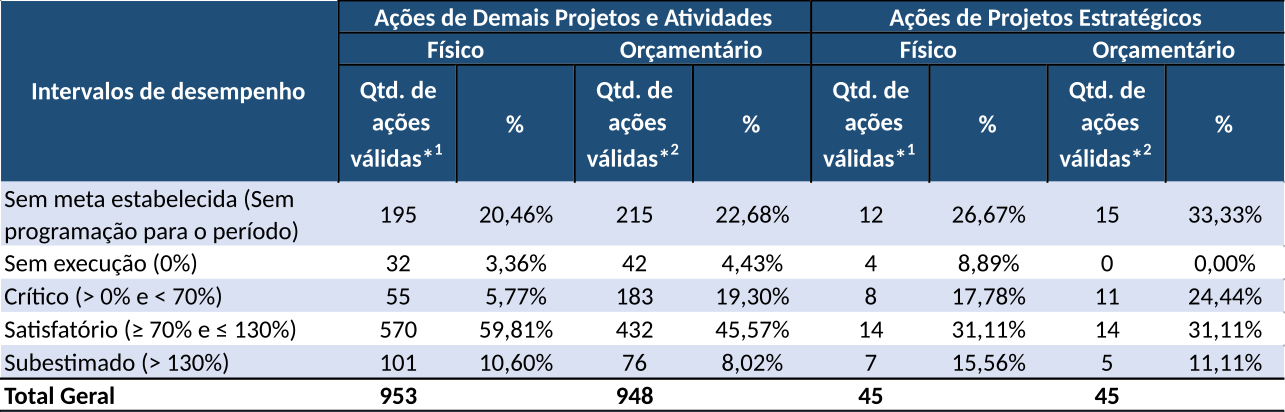 Ações de Demais Projetos e Atividades Ações de Projetos Estratégicos
Físico Orçamentário Físico Orçamentário
Intervalos de desempenho Qtd. de ações válidas*¹ % Qtd. de ações válidas*² % Qtd. de ações válidas*¹ % Qtd. de ações válidas*² %
Sem meta estabelecida (Sem
programação para o período) 195 20,46% 215 22,68% 12 26,67% 15 33,33%
Sem execução (0%) 32 3,36% 42 4,43% 4 8,89% 0 0,00%
Crítico (> 0% e < 70%) 55 5,77% 183 19,30% 8 17,78% 11 24,44%
Satisfatório (≥ 70% e ≤ 130%) 570 59,81% 432 45,57% 14 31,11% 14 31,11%
Subestimado (> 130%) 101 10,60% 76 8,02% 7 15,56% 5 11,11%
Total Geral 953 948 45 45